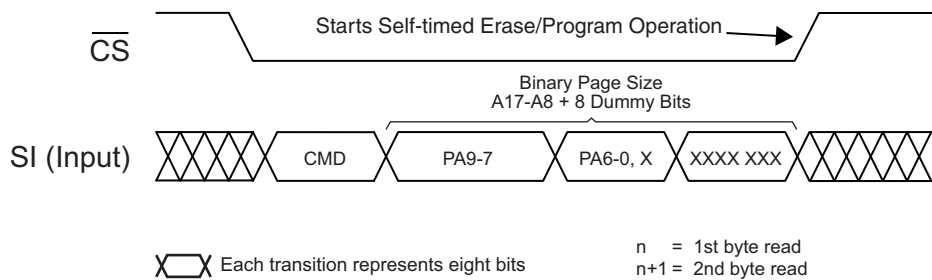 Starts Self-timed Erase/Program Operation
CS
Binary Page Size
A17-A8 + 8 Dummy Bits
SI (Input)
CMD
PA9-7
PA6-0, X
XXXX XXX
Each transition represents eight bits
n = 1st byte read
n+1 = 2nd byte read